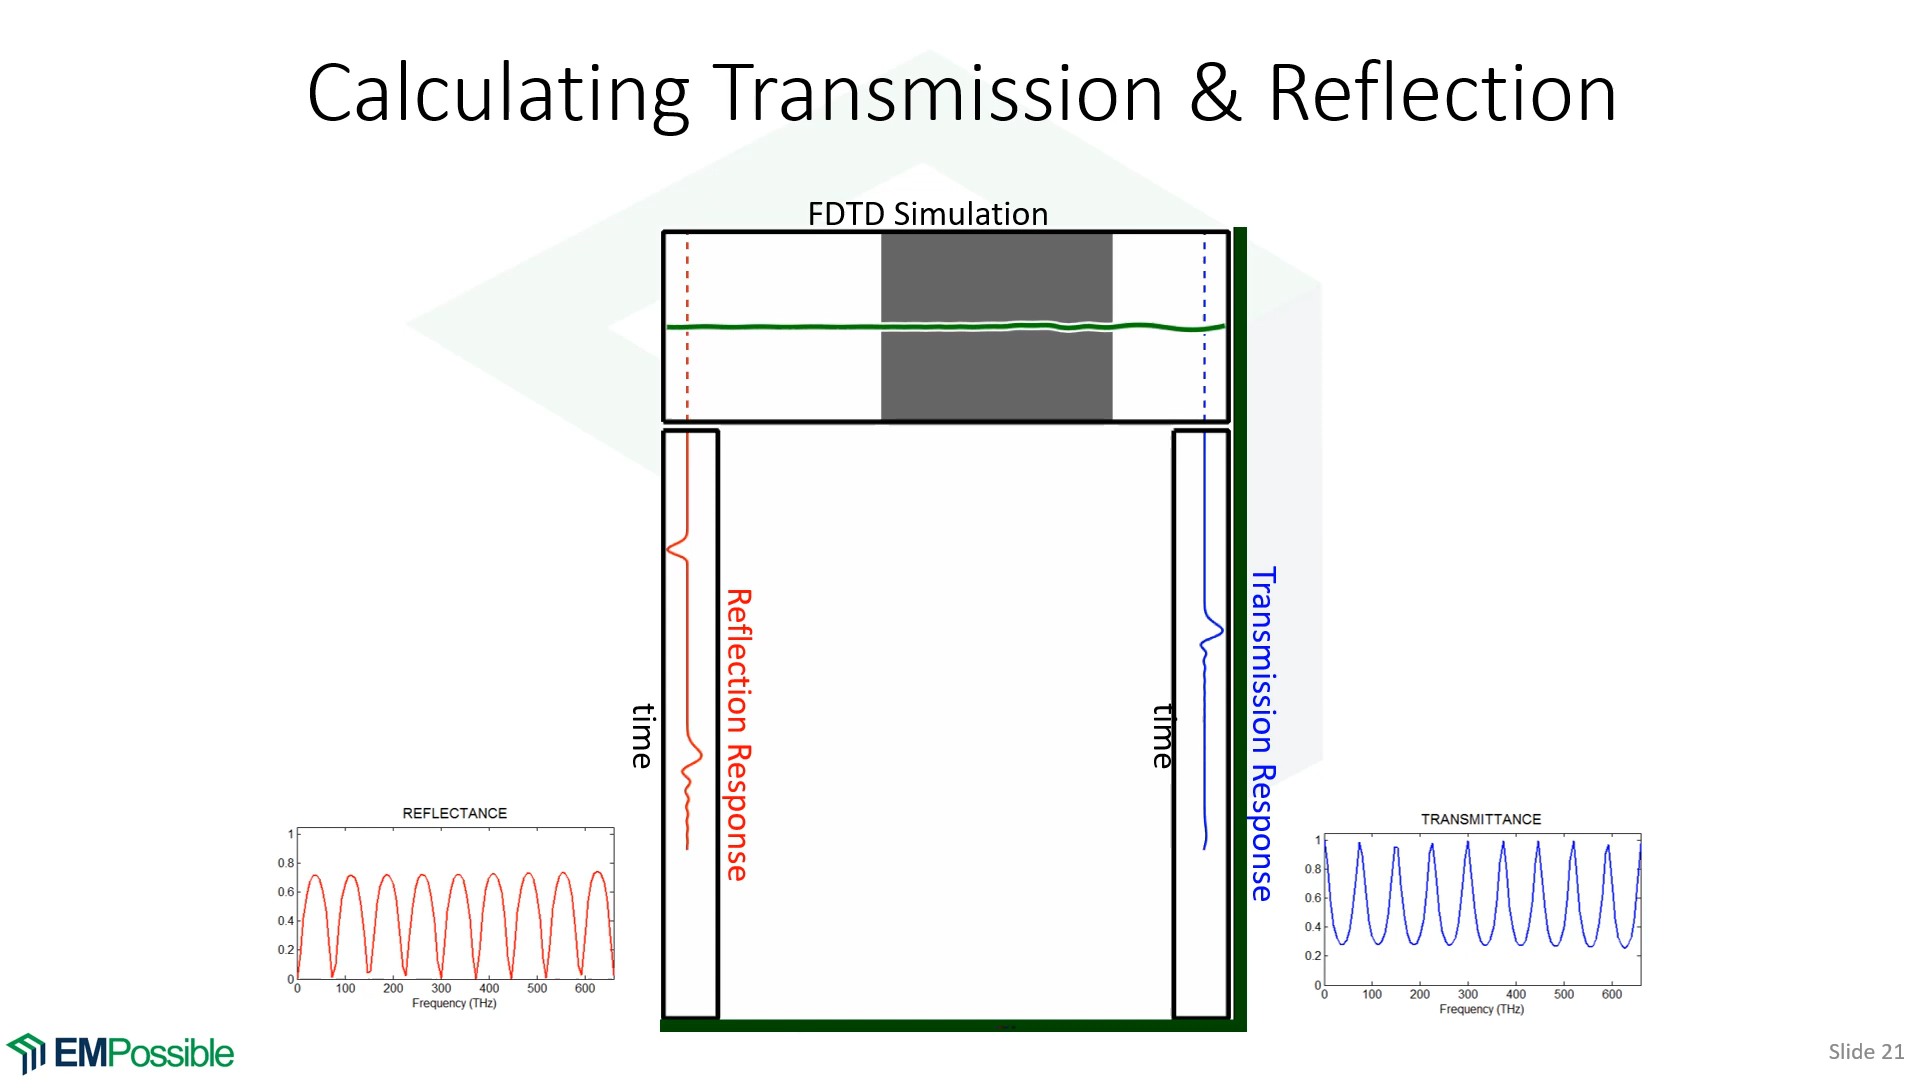 Calculating Transmission & Reflection
FDTD Simulation
time
Reflection Response
time
Transmission Response
REFLECTANCE
1
0.8
0.6
0.4
0.2
0
0 100 200 300 400 500 600
Frequency (THz)
TRANSMITTANCE
1
0.8
0.6
0.4
0.2
0
0 100 200 300 400 500 600
Frequency (THz)
EMPossible
Slide 21